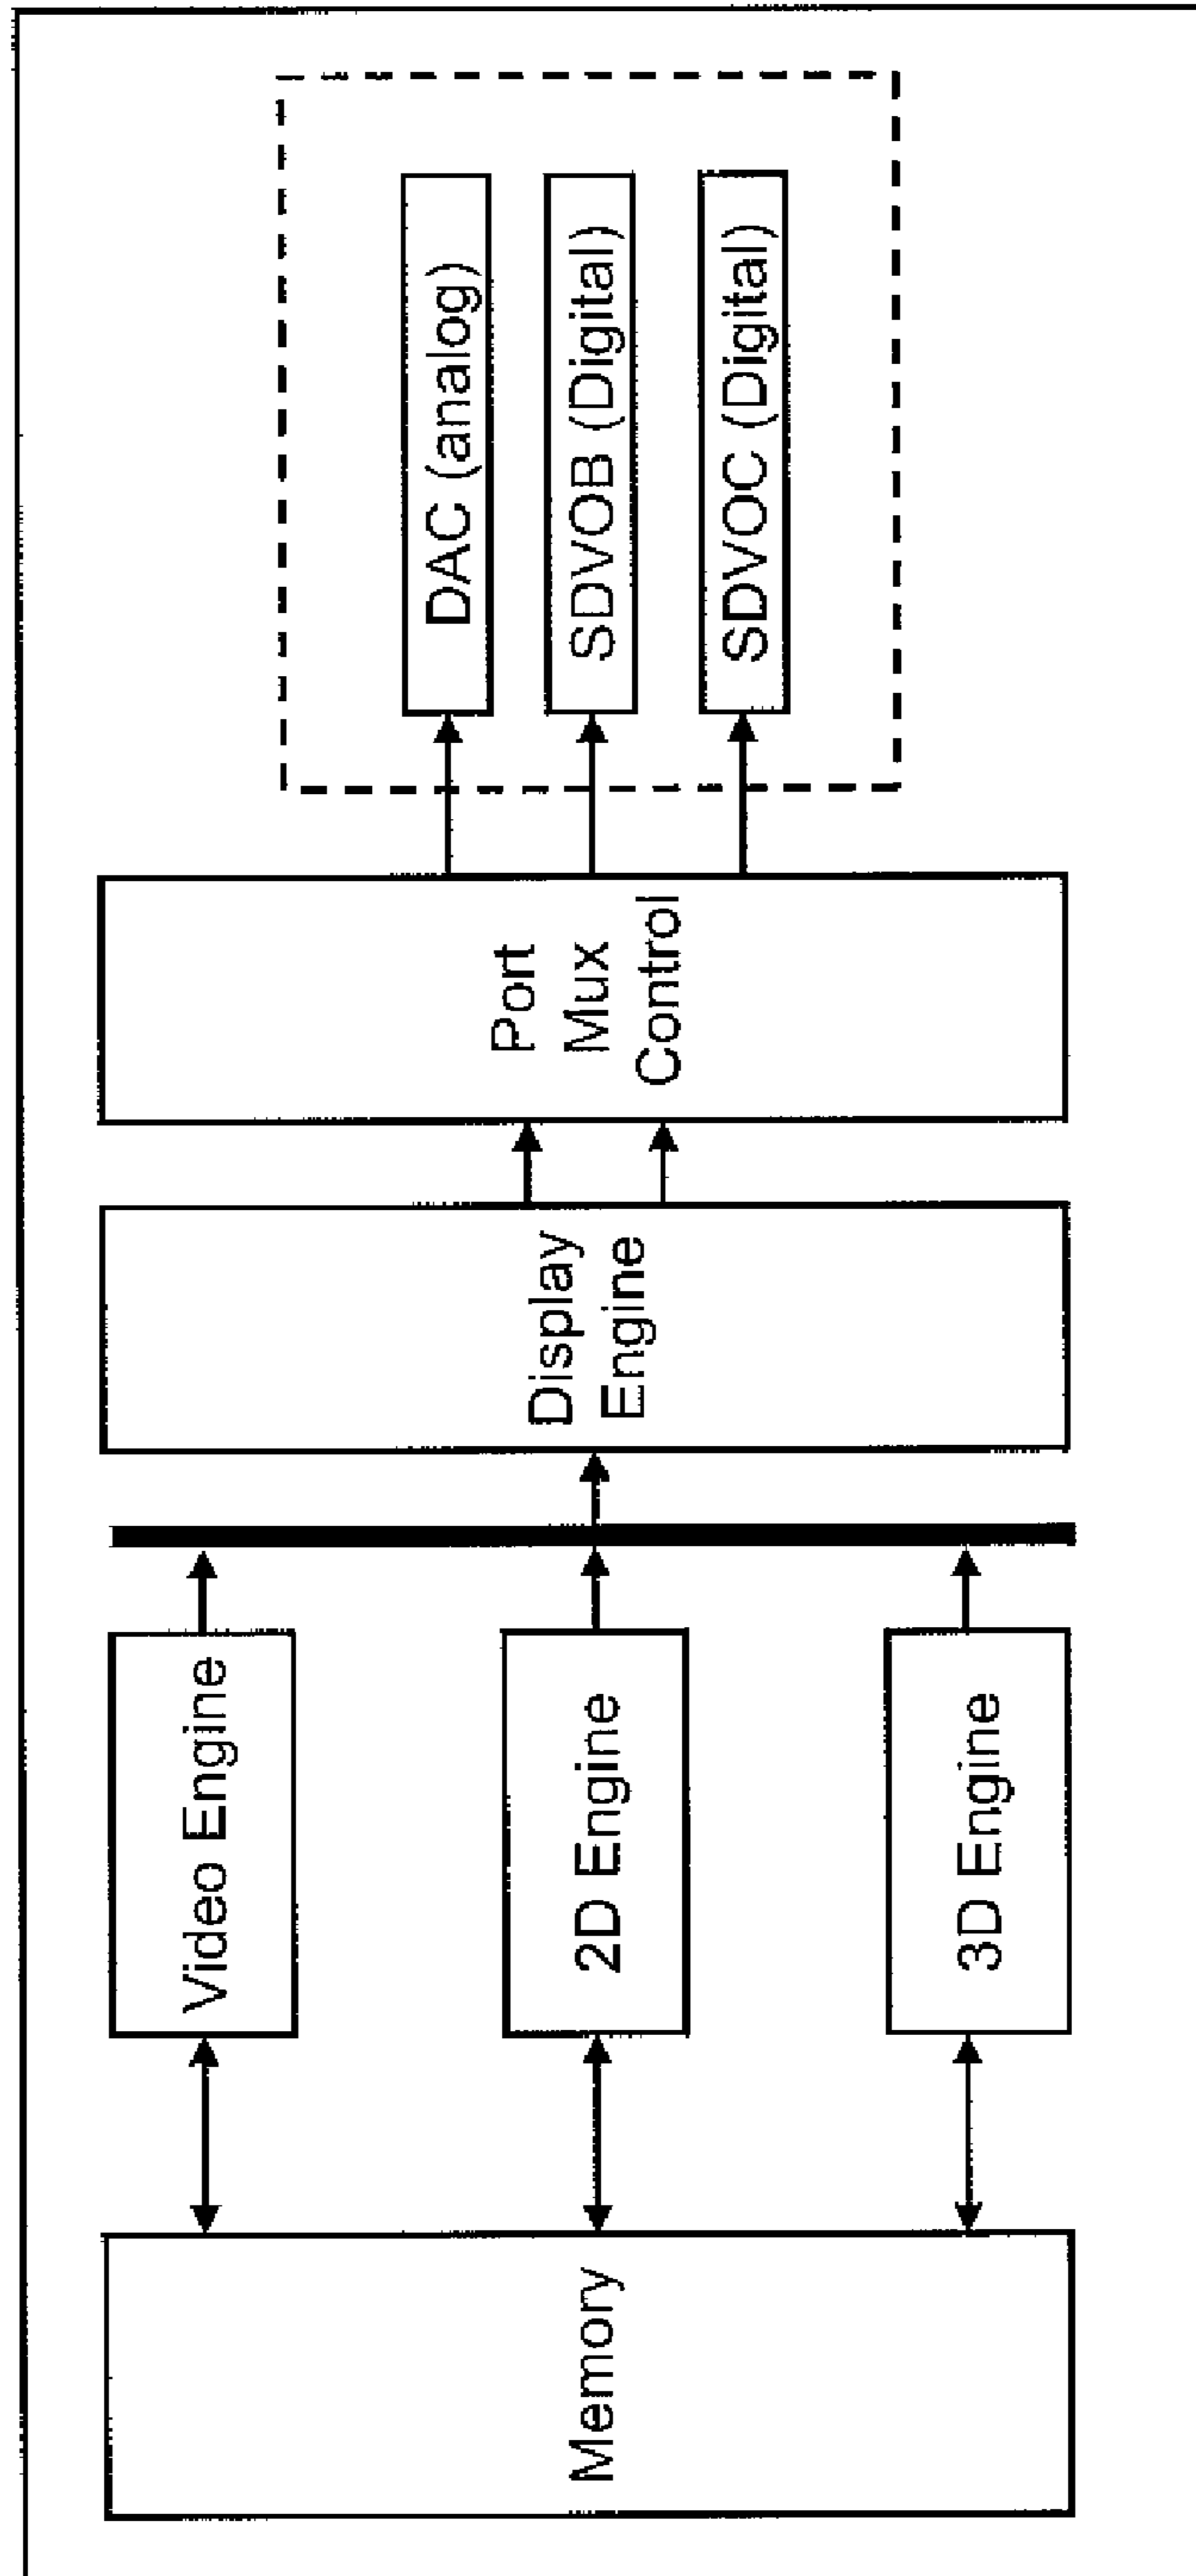 Memory
Video Engine
2D Engine
3D Engine
Display
Engine
Port
Mux
Control
DAC (analog)
SDVOB (Digital)
SDVOC (Digital)